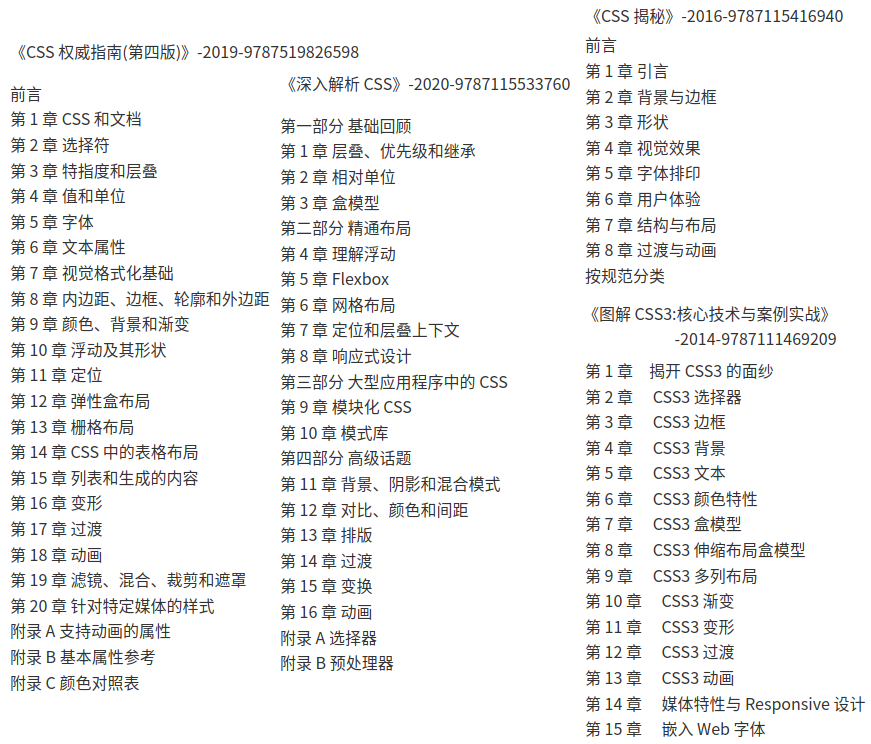 《CSS 权威指南(第四版)》-2019-9787519826598
前言
第 1 章 CSS 和文档
第 2 章 选择符
第 3 章 特指度和层叠
第 4 章 值和单位
第 5 章 字体
第 6 章 文本属性
第 7 章 视觉格式化基础
第 8 章 内边距、边框、轮廓和外边距
第 9 章 颜色、背景和渐变
第 10 章 浮动及其形状
第 11 章 定位
第 12 章 弹性盒布局
第 13 章 栅格布局
第 14 章 CSS 中的表格布局
第 15 章 列表和生成的内容
第 16 章 变形
第 17 章 过渡
第 18 章 动画
第 19 章 滤镜、混合、裁剪和遮罩
第 20 章 针对特定媒体的样式
附录 A 支持动画的属性
附录 B 基本属性参考
附录 C 颜色对照表
《深入解析 CSS》-2020-9787115533760
第一部分 基础回顾
第 1 章 层叠、优先级和继承
第 2 章 相对单位
第 3 章 盒模型
第二部分 精通布局
第 4 章 理解浮动
第 5 章 Flexbox
第 6 章 网格布局
第 7 章 定位和层叠上下文
第 8 章 响应式设计
第三部分 大型应用程序中的 CSS
第 9 章 模块化 CSS
第 10 章 模式库
第四部分 高级话题
第 11 章 背景、阴影和混合模式
第 12 章 对比、颜色和间距
第 13 章 排版
第 14 章 过渡
第 15 章 变换
第 16 章 动画
附录 A 选择器
附录 B 预处理器
《CSS 揭秘》-2016-9787115416940
前言
第 1 章 引言
第 2 章 背景与边框
第 3 章 形状
第 4 章 视觉效果
第 5 章 字体排印
第 6 章 用户体验
第 7 章 结构与布局
第 8 章 过渡与动画
按规范分类
《图解 CSS3:核心技术与案例实战》
-2014-9787111469209
第 1 章 揭开 CSS3 的面纱
第 2 章 CSS3 选择器
第 3 章 CSS3 边框
第 4 章 CSS3 背景
第 5 章 CSS3 文本
第 6 章 CSS3 颜色特性
第 7 章 CSS3 盒模型
第 8 章 CSS3 伸缩布局盒模型
第 9 章 CSS3 多列布局
第 10 章 CSS3 渐变
第 11 章 CSS3 变形
第 12 章 CSS3 过渡
第 13 章 CSS3 动画
第 14 章 媒体特性与 Responsive 设计
第 15 章 嵌入 Web 字体